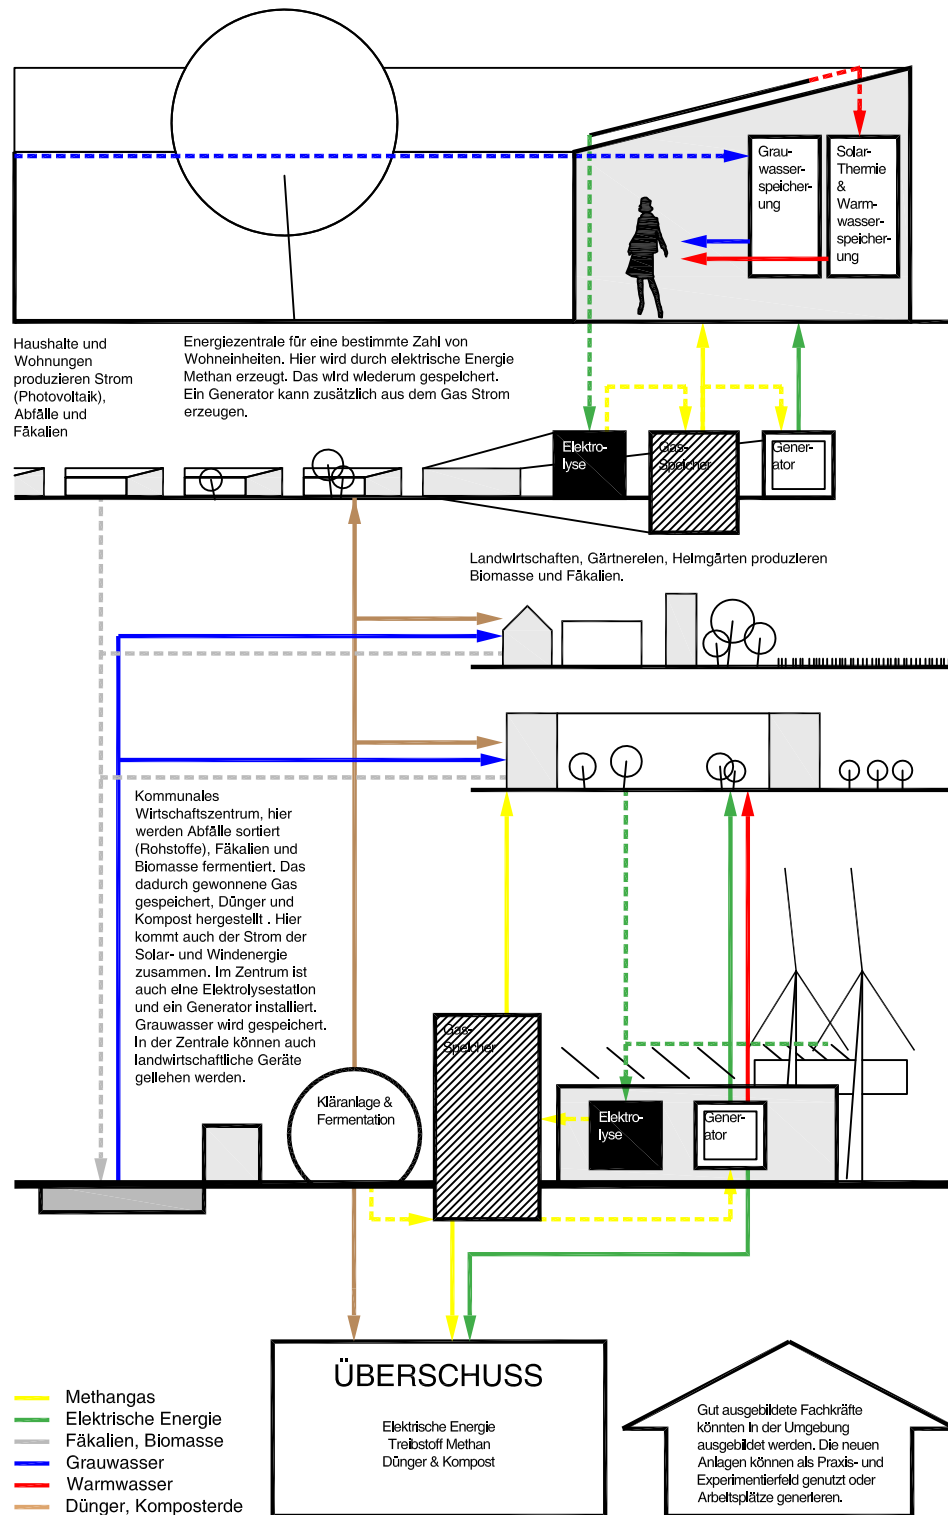 Grau-
wasser-
speicher-
ung
Solar-
Thermie
&
Warm-
wasser-
speicher-
ung
Haushalte und
Wohnungen
produzieren Strom
(Photovoltaik),
Abfälle und
Fäkalien
Energiezentrale für eine bestimmte Zahl von
Wohneinheiten. Hier wird durch elektrische Energie
Methan erzeugt. Das wird wiederum gespeichert.
Ein Generator kann zusätzlich aus dem Gas Strom
erzeugen.
Elektro-
lyse
Gas-
Speicher
Gener-
ator
Landwirtschaften, Gärtnereien, Heimgärten produzieren
Biomasse und Fäkalien.
Kommunales
Wirtschaftszentrum, hier
werden Abfälle sortiert
(Rohstoffe), Fäkalien und
Biomasse fermentiert. Das
dadurch gewonnene Gas
gespeichert, Dünger und
Kompost hergestellt . Hier
kommt auch der Strom der
Solar- und Windenergie
zusammen. Im Zentrum ist
auch eine Elektrolysestation
und ein Generator installiert.
Grauwasser wird gespeichert.
In der Zentrale können auch
landwirtschaftliche Geräte
geliehen werden.
Kläranlage &
Fermentation
Gas-
Speicher
Elektro-
lyse
Gener-
ator
ÜBERSCHUSS
Elektrische Energie
Treibstoff Methan
Dünger & Kompost
Methangas
Elektrische Energie
Fäkalien, Biomasse
Grauwasser
Warmwasser
Dünger, Komposterde
Gut ausgebildete Fachkräfte
könnten in der Umgebung
ausgebildet werden. Die neuen
Anlagen können als Praxis- und
Experimentierfeld genutzt oder
Arbeitsplätze generieren.